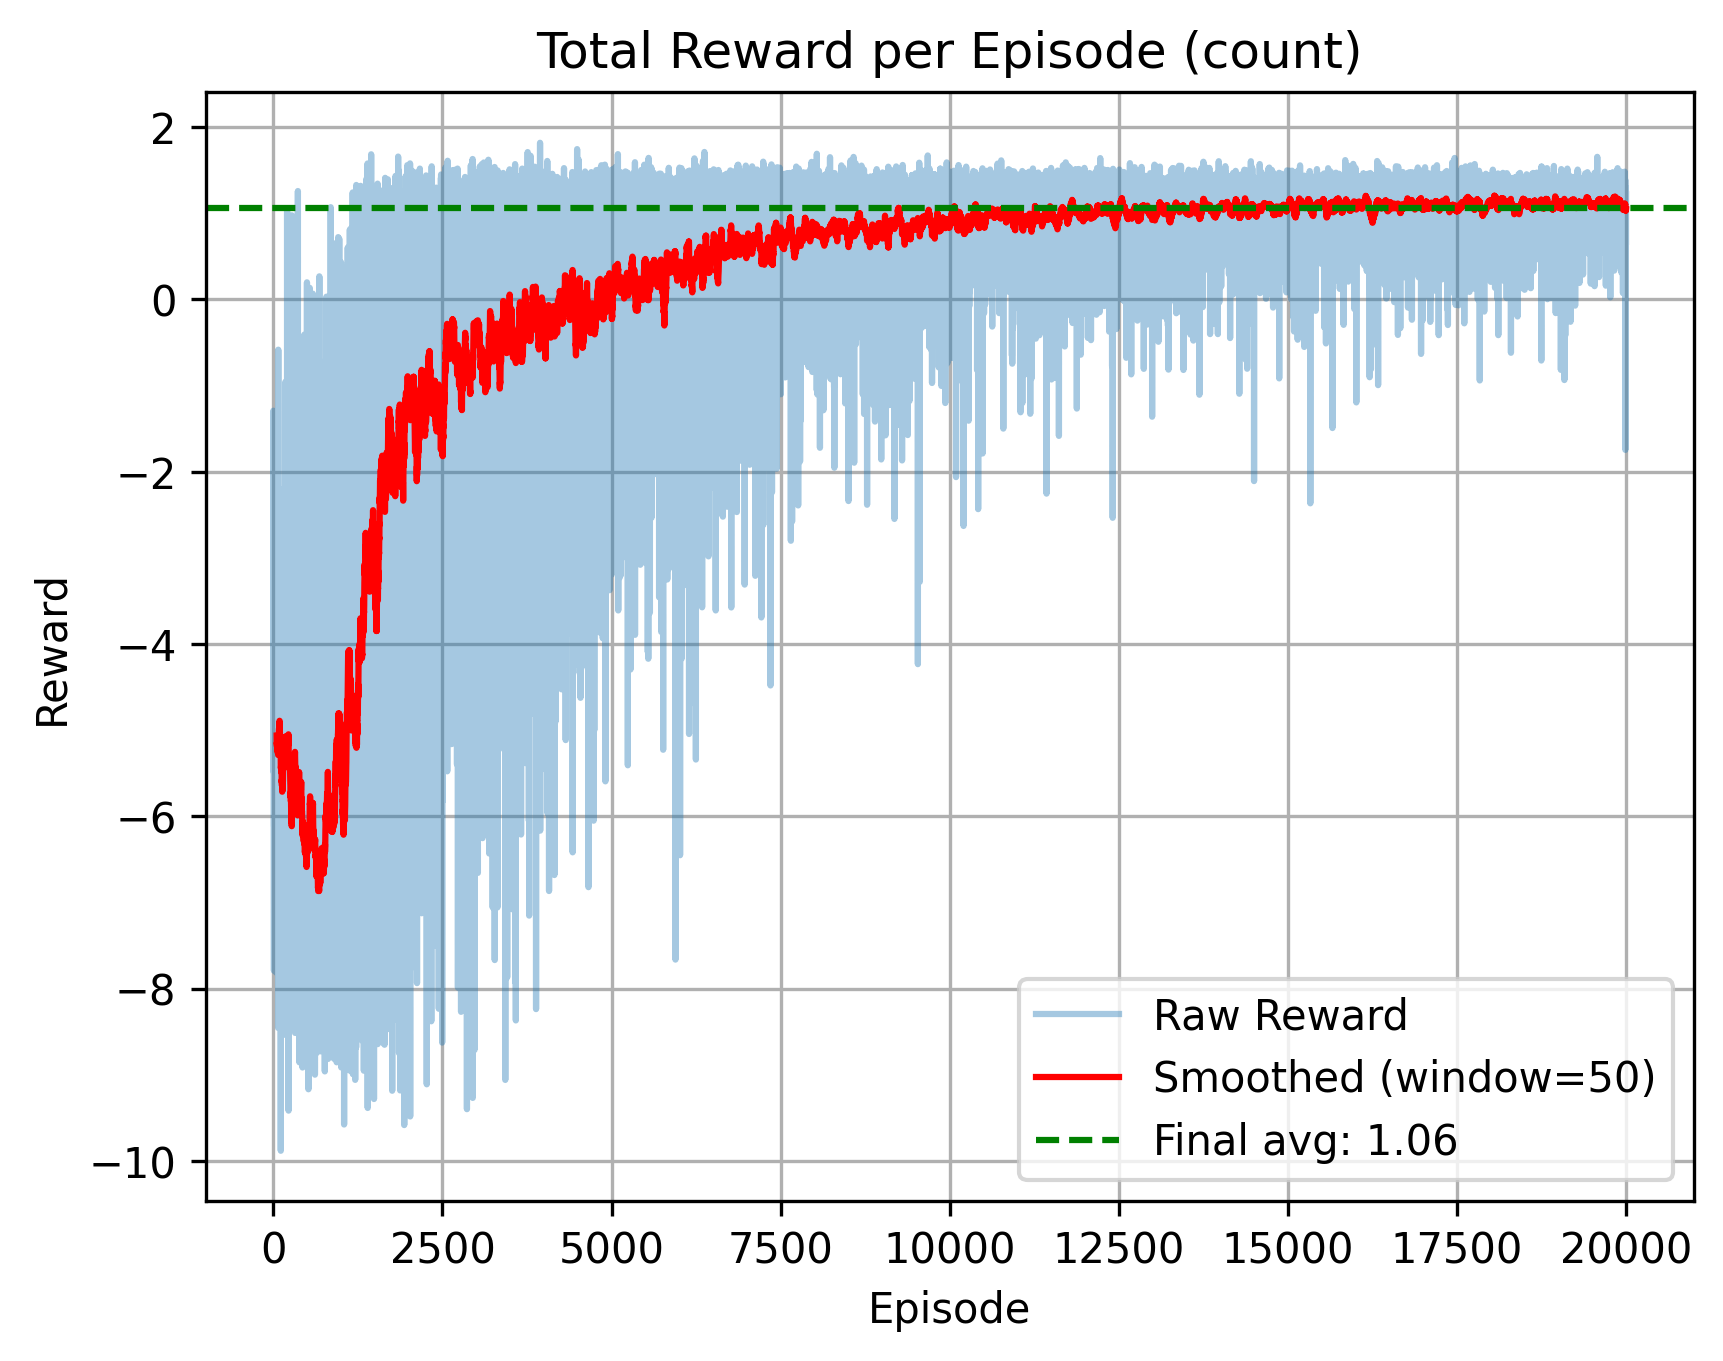 Total Reward per Episode (count)
2
0
−2
−4
−6
−8
−10
Reward
Raw Reward
Smoothed (window=50)
Final avg: 1.06
0 2500 5000 7500 10000 12500 15000 17500 20000
Episode